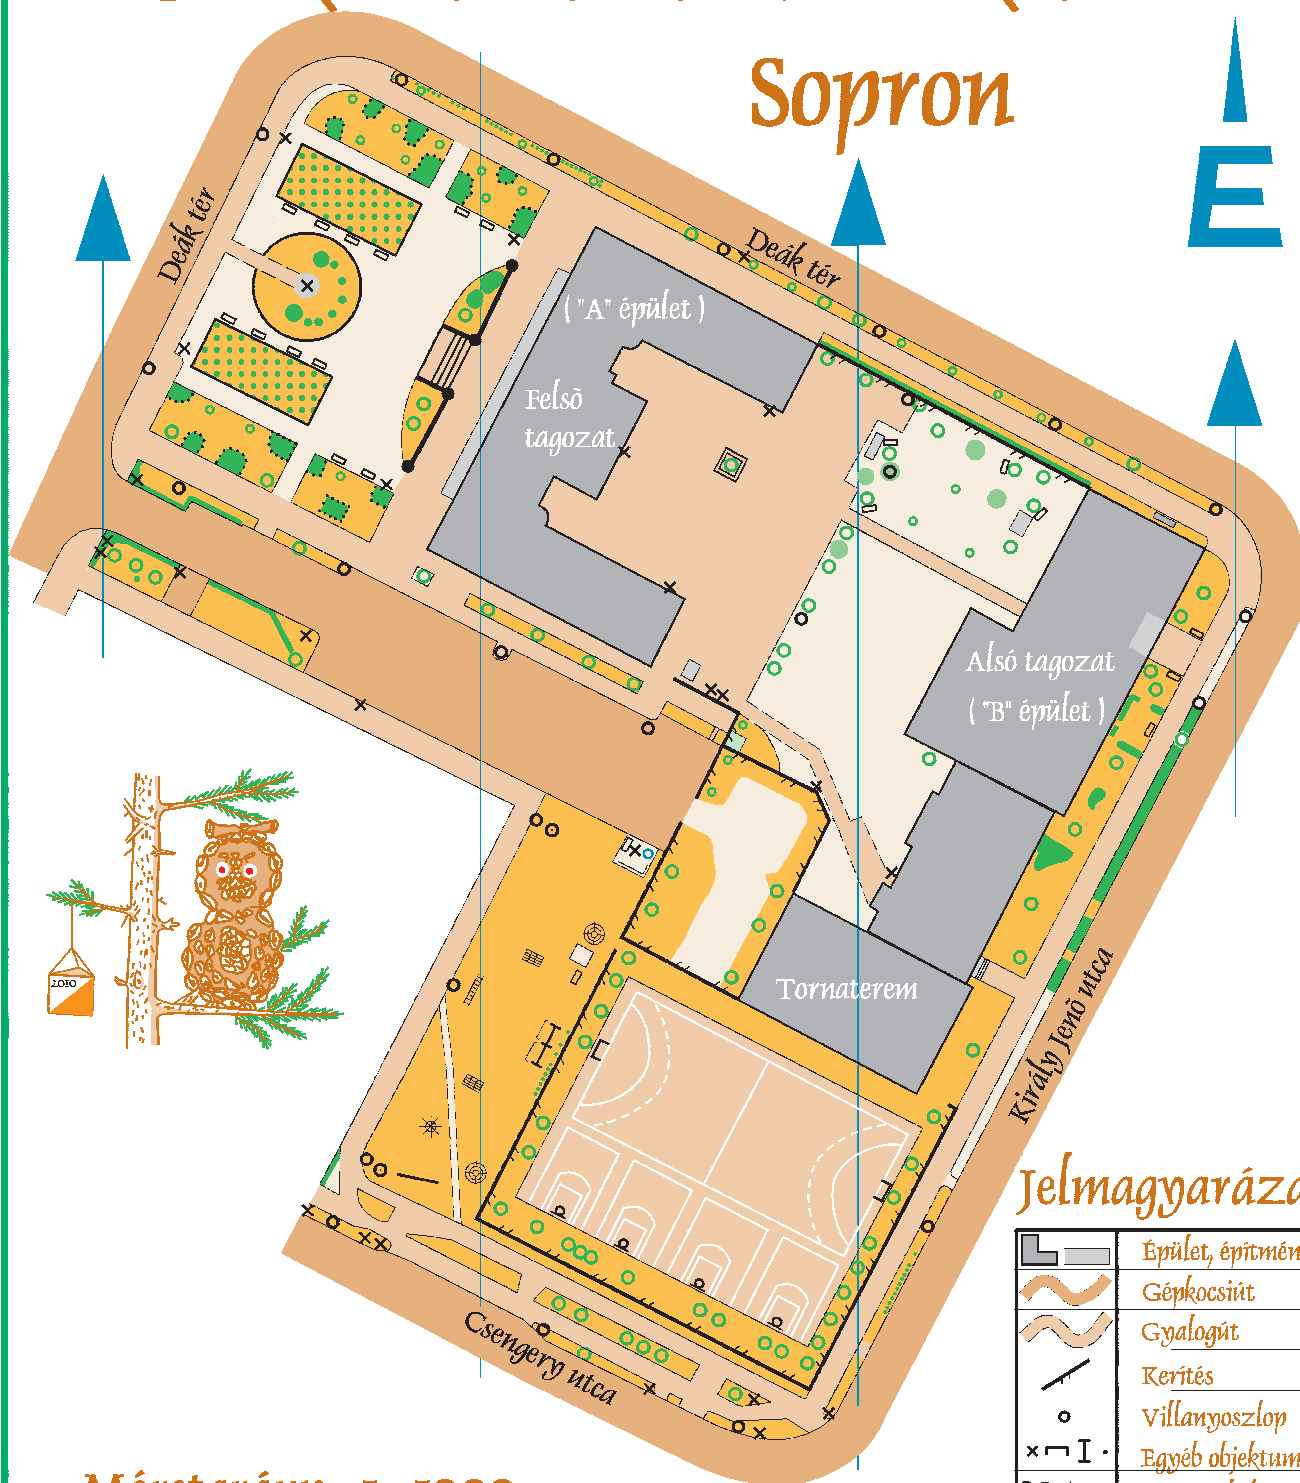 Sopron
E
Deák tér
Deák tér
("A" épület)
Felsõ
tagozat
Alsó tagozat
("B" épület)
Tornaterem
2010
Király Jenõ utca
Csengery utca
Jelmagyaráza
Épület, építmén
Gépkocsiút
Gyalogút
Kerítés
Villanyoszlop
Egyéb objektum